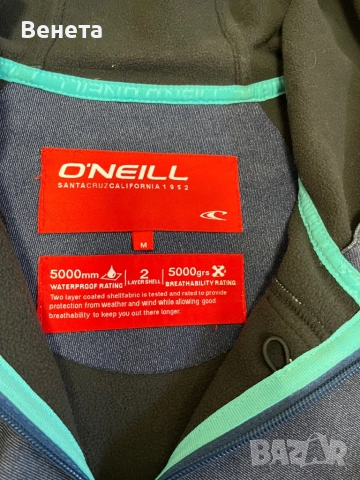 Венета
O'NEILL
O'NEILL
SANTA CRUZ CALIFORNIA 1952
M
5000mm 2 5000grs
WATERPROOF RATING LAYER SHELL BREATHABILITY RATING
Two layer coated shellfabric is tested and rated to provide
protection from weather and wind while allowing good
breathability to keep you out there longer.
BAZAR